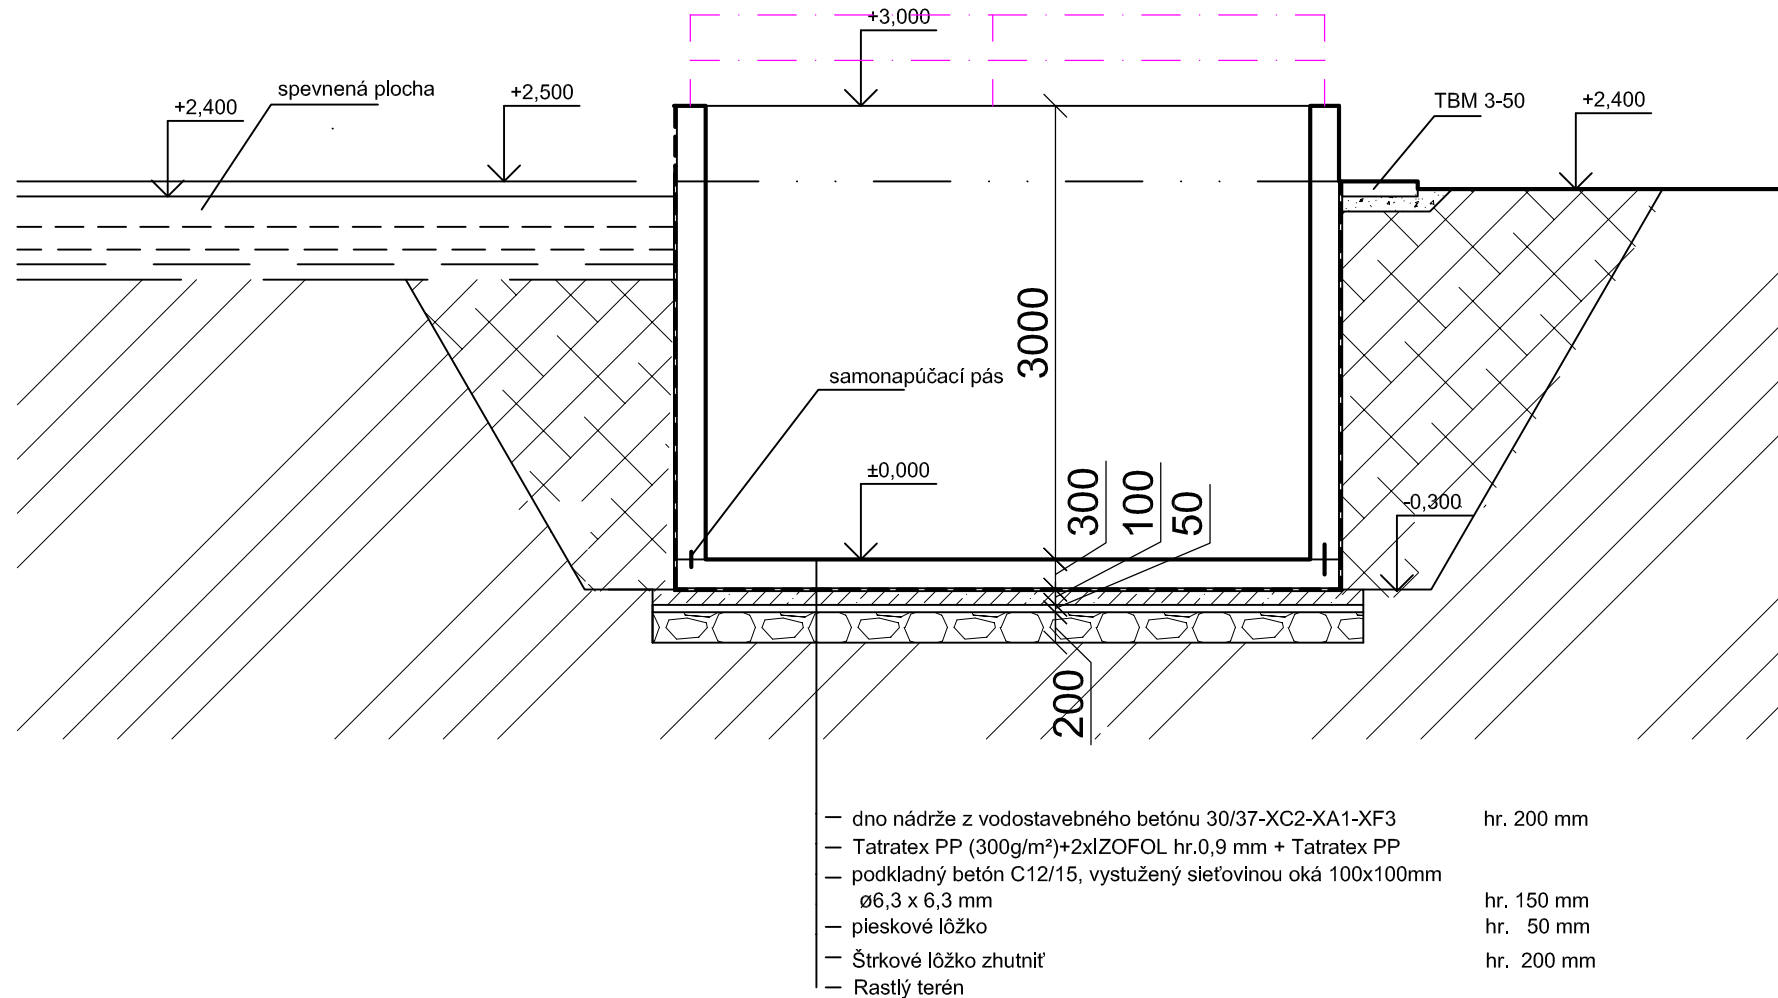 +3,000
spevnená plocha
+2,400
+2,500
TBM 3-50
+2,400
3000
samonapúčací pás
±0,000
300
100
50
-0,300
200
dno nádrže z vodostavebného betónu 30/37-XC2-XA1-XF3 hr. 200 mm
Tatratex PP (300g/m²)+2xIZOFOL hr.0,9 mm + Tatratex PP
podkladný betón C12/15, vystužený sieťovinou oká 100x100mm
ø6,3 x 6,3 mm hr. 150 mm
pieskové lôžko hr. 50 mm
Štrkové lôžko zhutniť hr. 200 mm
Rastlý terén